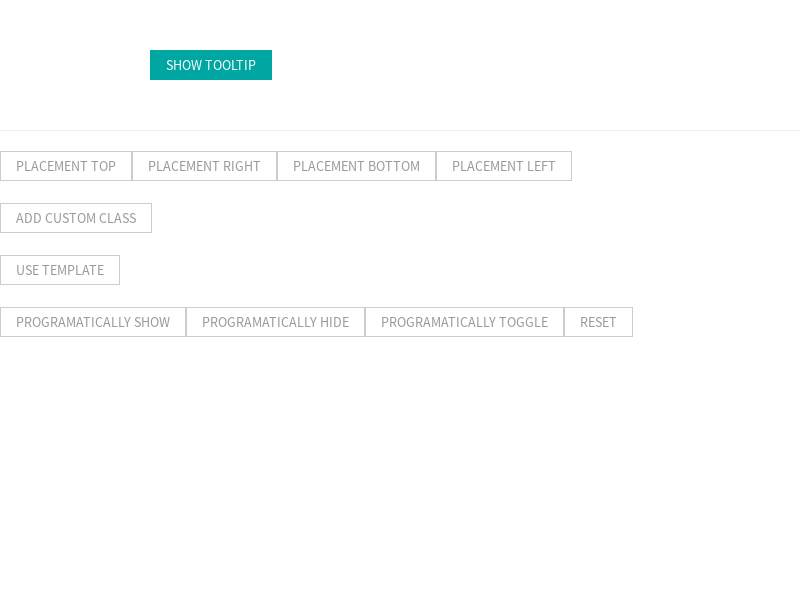 SHOW TOOLTIP
PLACEMENT TOP PLACEMENT RIGHT PLACEMENT BOTTOM PLACEMENT LEFT
ADD CUSTOM CLASS
USE TEMPLATE
PROGRAMATICALLY SHOW PROGRAMATICALLY HIDE PROGRAMATICALLY TOGGLE RESET